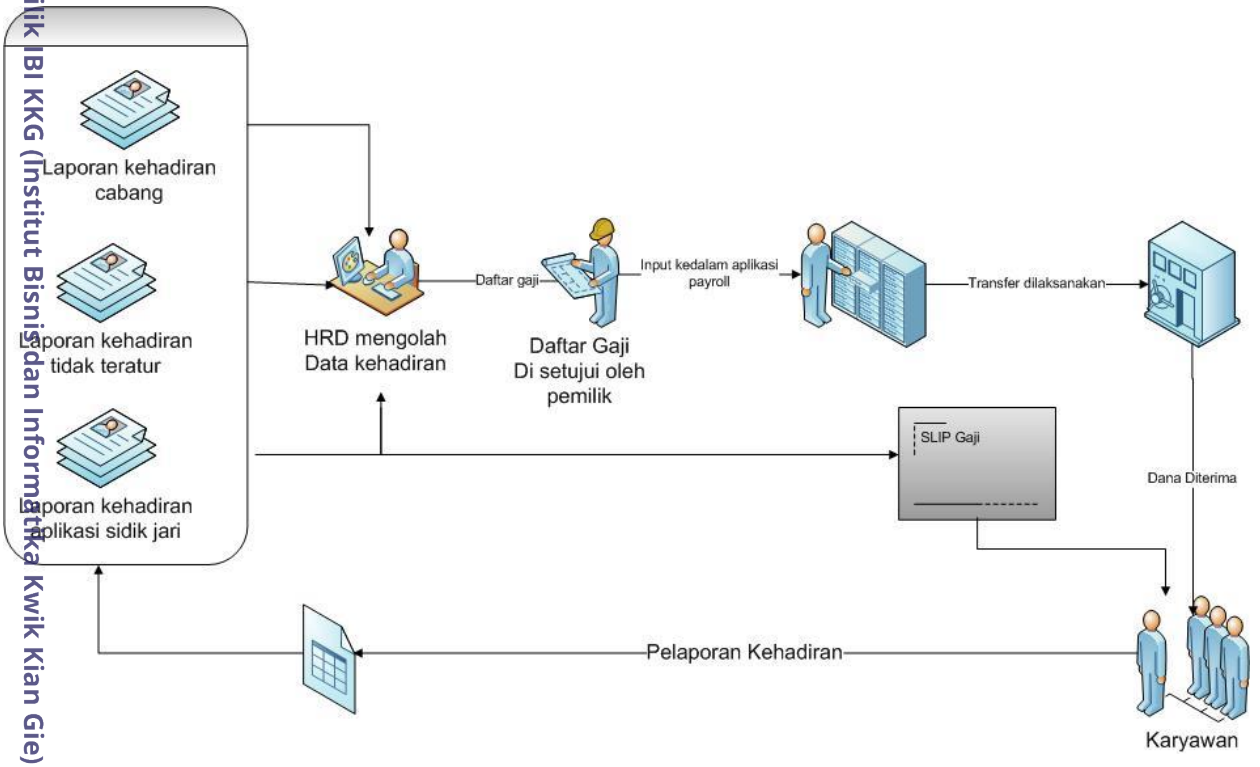 ilik IBI KKG (Institut Bisnis dan Informatika Kwik Kian Gie)
Laporan kehadiran
cabang
Laporan kehadiran
tidak teratur
Laporan kehadiran
aplikasi sidik jari
HRD mengolah
Data kehadiran
Daftar gaji
Daftar Gaji
Di setujui oleh
pemilik
Input kedalam aplikasi
payroll
Transfer dilaksanakan
SLIP Gaji
Dana Diterima
Pelaporan Kehadiran
Karyawan